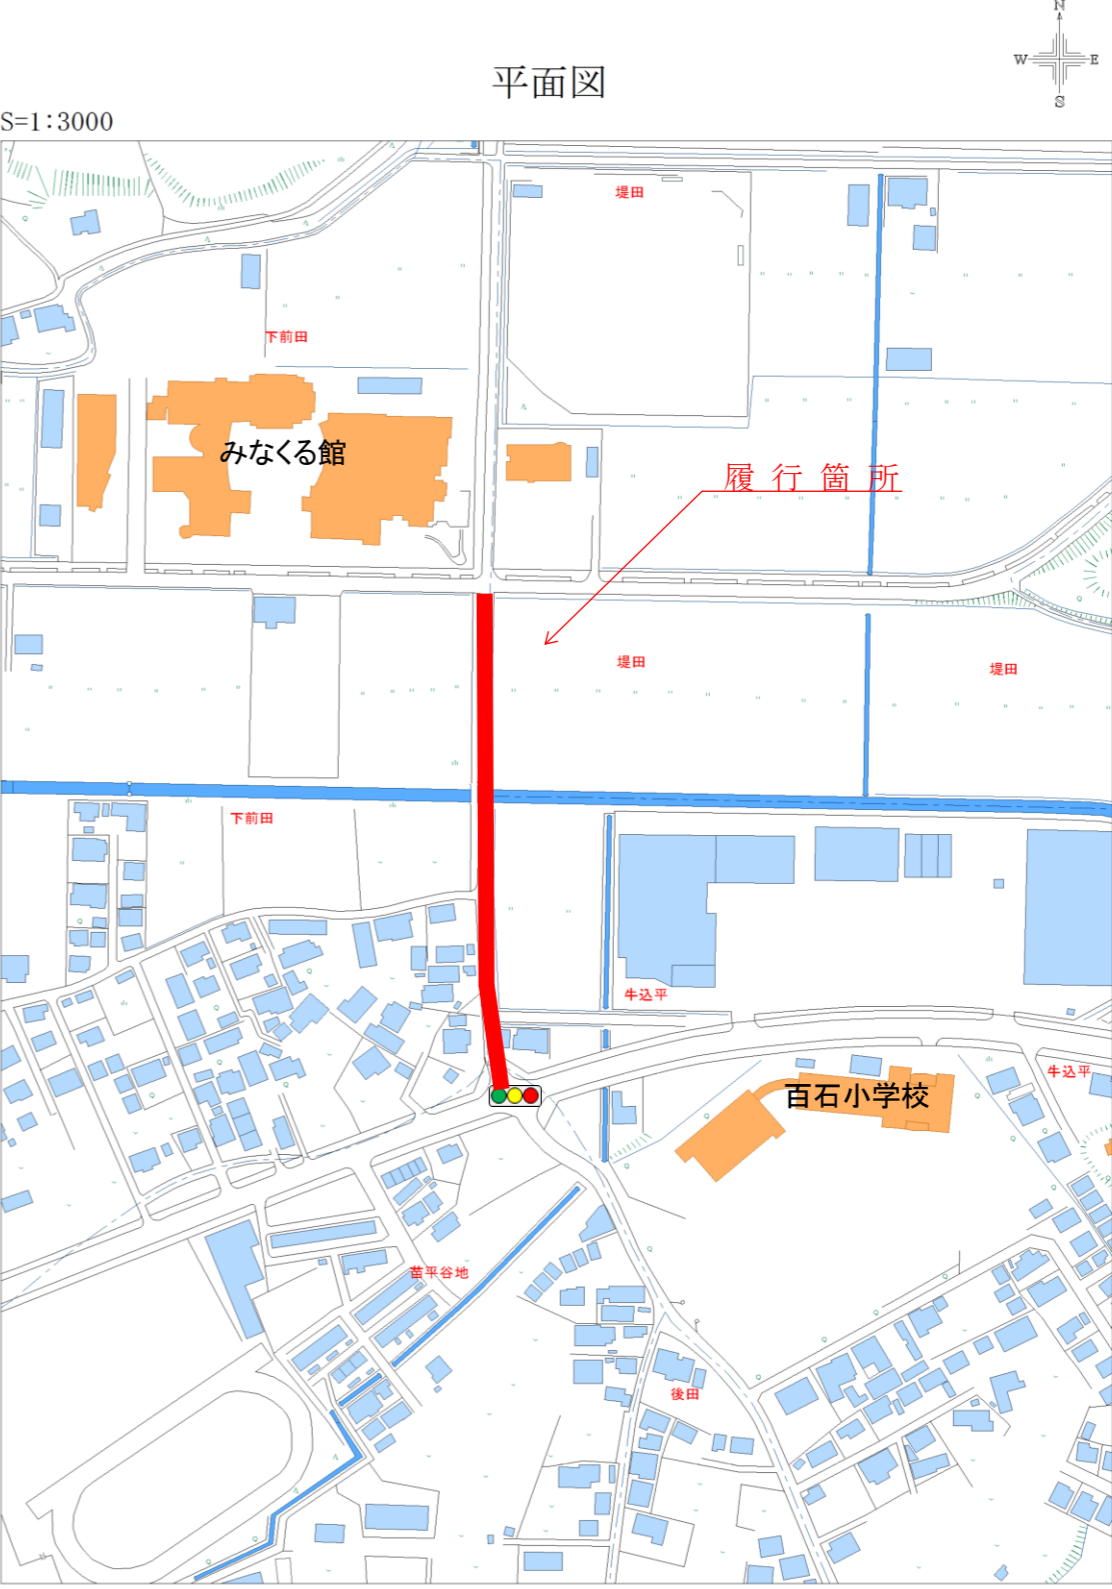 N
W E
S
平面図
S=1:3000
堤田
下前田
みなくる館
履行箇所
堤田
堤田
下前田
牛込平
牛込平
百石小学校
苗平谷地
後田